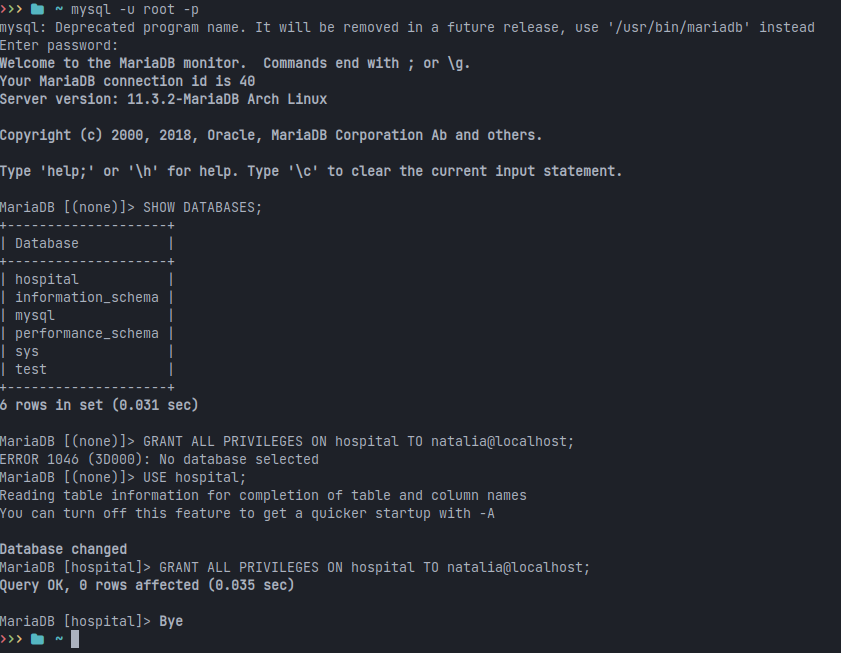 >>> ~ mysql -u root -p
mysql: Deprecated program name. It will be removed in a future release, use '/usr/bin/mariadb' instead
Enter password:
Welcome to the MariaDB monitor.  Commands end with ; or \g.
Your MariaDB connection id is 40
Server version: 11.3.2-MariaDB Arch Linux

Copyright (c) 2000, 2018, Oracle, MariaDB Corporation Ab and others.

Type 'help;' or '\h' for help. Type '\c' to clear the current input statement.

MariaDB [(none)]> SHOW DATABASES;
+--------------------+
| Database           |
+--------------------+
| hospital           |
| information_schema |
| mysql              |
| performance_schema |
| sys                |
| test               |
+--------------------+
6 rows in set (0.031 sec)

MariaDB [(none)]> GRANT ALL PRIVILEGES ON hospital TO natalia@localhost;
ERROR 1046 (3D000): No database selected
MariaDB [(none)]> USE hospital;
Reading table information for completion of table and column names
You can turn off this feature to get a quicker startup with -A

Database changed
MariaDB [hospital]> GRANT ALL PRIVILEGES ON hospital TO natalia@localhost;
Query OK, 0 rows affected (0.035 sec)

MariaDB [hospital]> Bye
>>> ~